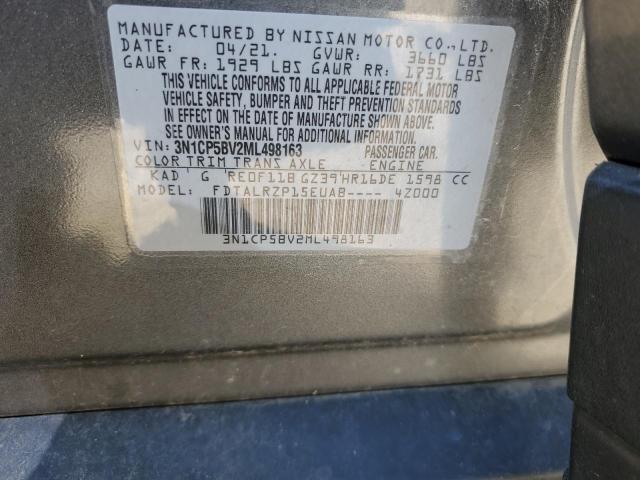 MANUFACTURED BY NISSAN MOTOR CO.,LTD.
DATE: 04/21. GVWR: 3660 LBS
GAWR FR: 1929 LBS GAWR RR: 1731 LBS
THIS VEHICLE CONFORMS TO ALL APPLICABLE FEDERAL MOTOR
VEHICLE SAFETY, BUMPER AND THEFT PREVENTION STANDARDS
IN EFFECT ON THE DATE OF MANUFACTURE SHOWN ABOVE.
SEE OWNER'S MANUAL FOR ADDITIONAL INFORMATION.
VIN: 3N1CP5BV2ML498163 PASSENGER CAR.
COLOR TRIM TRANS AXLE ENGINE
KAD G RE0F11B GZ39 HR16DE 1598 CC
MODEL: FDTALRZP15EUAB---- 4Z000
3N1CP5BV2ML498163